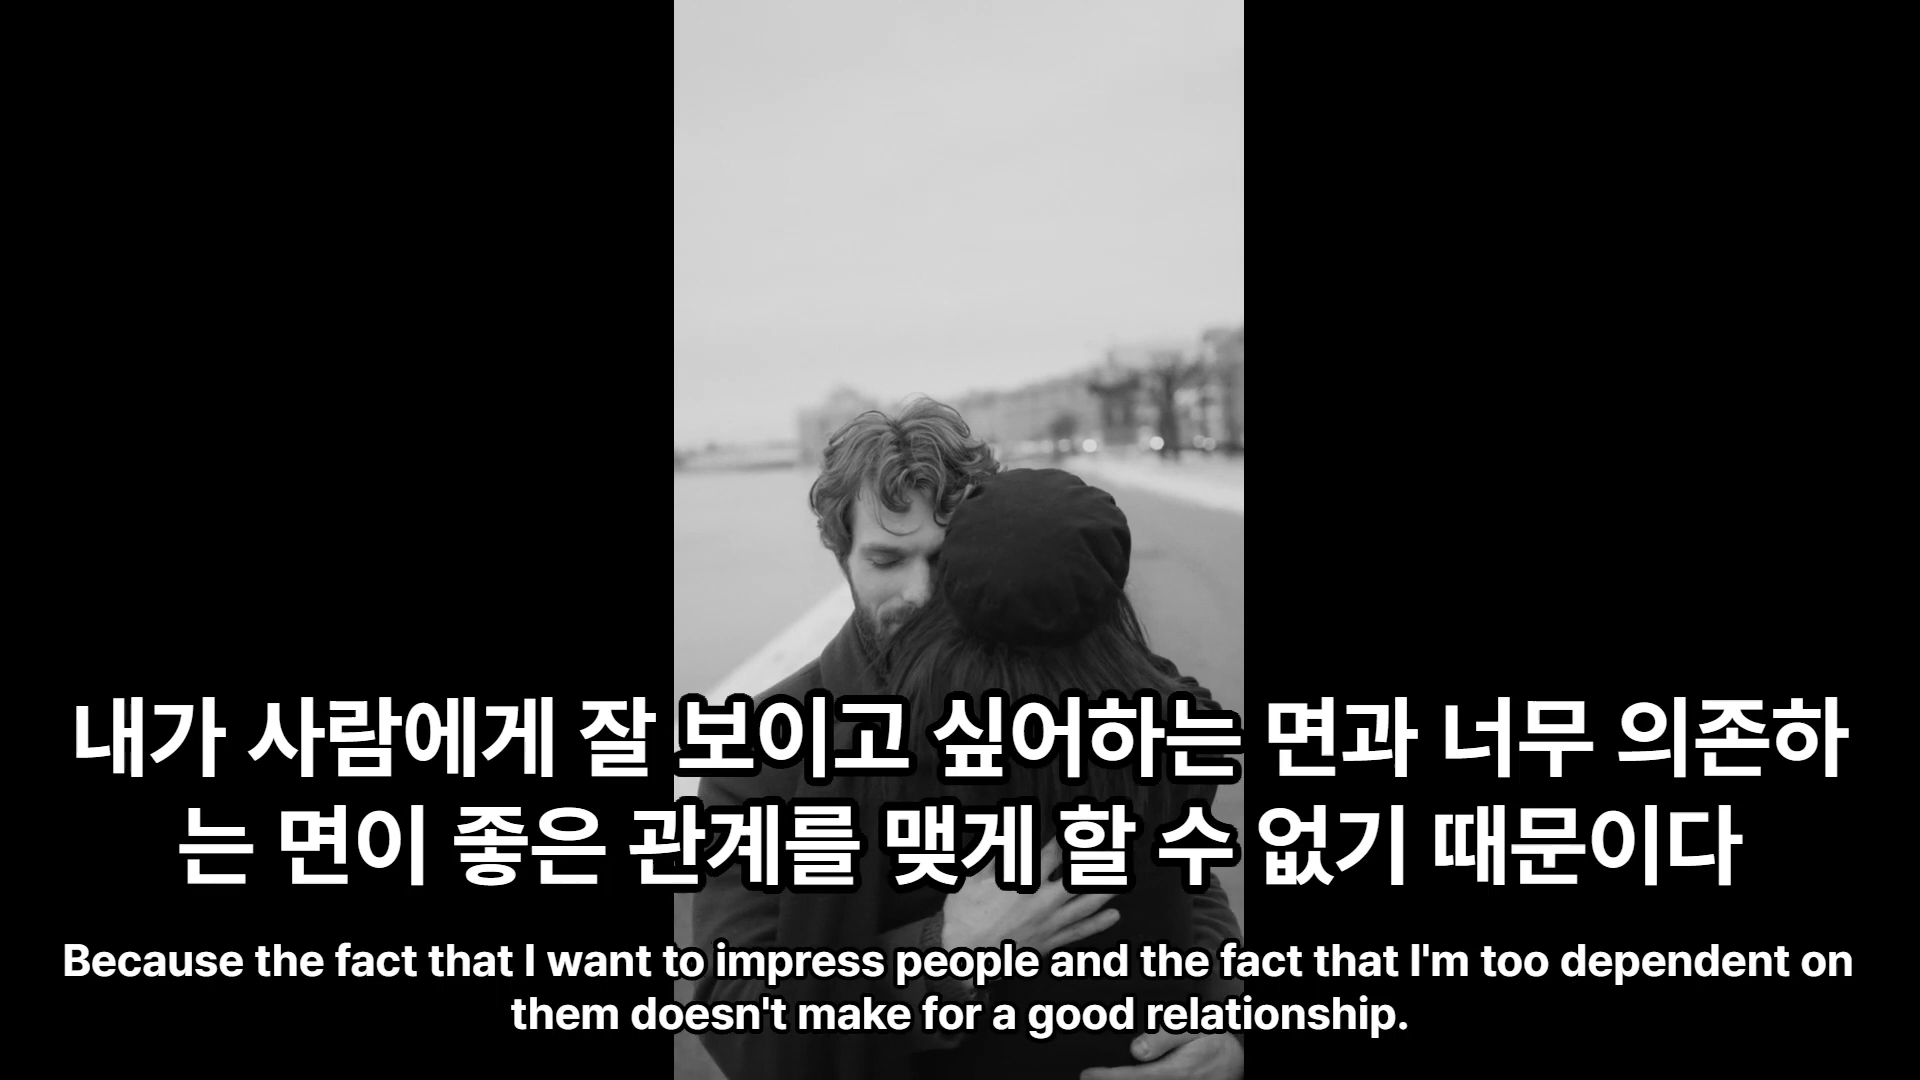 내가 사람에게 잘 보이고 싶어하는 면과 너무 의존하
는 면이 좋은 관계를 맺게 할 수 없기 때문이다
Because the fact that I want to impress people and the fact that I'm too dependent on
them doesn't make for a good relationship.